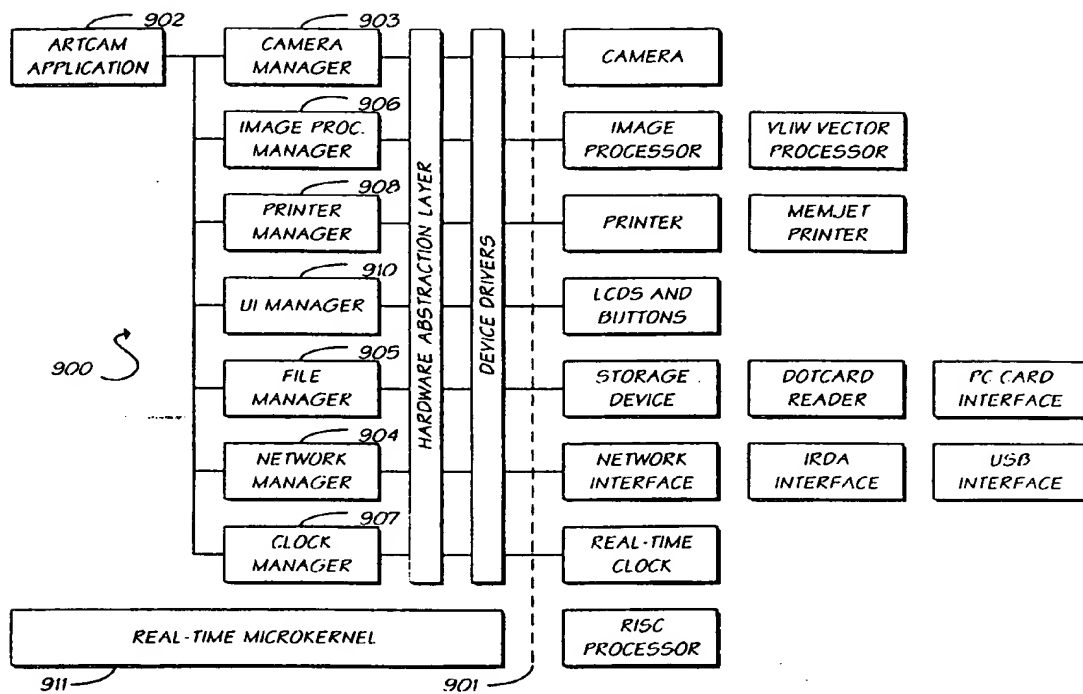 902
903
ARTCAM
APPLICATION
CAMERA
MANAGER
CAMERA
906
IMAGE PROC.
MANAGER
IMAGE
PROCESSOR
VLIW VECTOR
PROCESSOR
908
PRINTER
MANAGER
PRINTER
MEMJET
PRINTER
910
UI MANAGER
LCDS AND
BUTTONS
HARDWARE ABSTRACTION LAYER
DEVICE DRIVERS
900
905
FILE
MANAGER
STORAGE
DEVICE
DOTCARD
READER
PC CARD
INTERFACE
904
NETWORK
MANAGER
NETWORK
INTERFACE
IRDA
INTERFACE
USB
INTERFACE
907
CLOCK
MANAGER
REAL-TIME
CLOCK
REAL-TIME MICROKERNEL
RISC
PROCESSOR
911
901